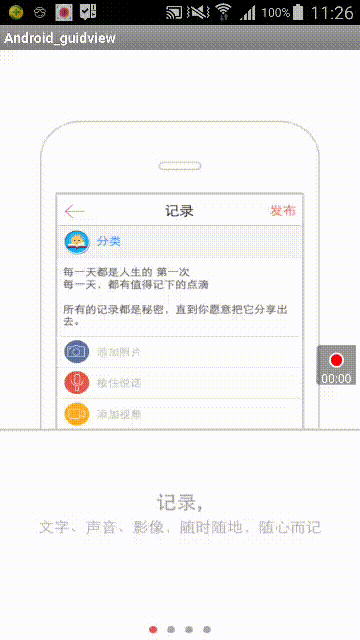 100% 11:26
Android_guidview
记录
发布
分类
每一天都是人生的 第一次
每一天，都有值得记下的点滴
所有的记录都是秘密，直到你愿意把它分享出
去。
添加照片
按住说话
添加视频
00:00
记录，
文字、声音、影像，随时随地，随心而记